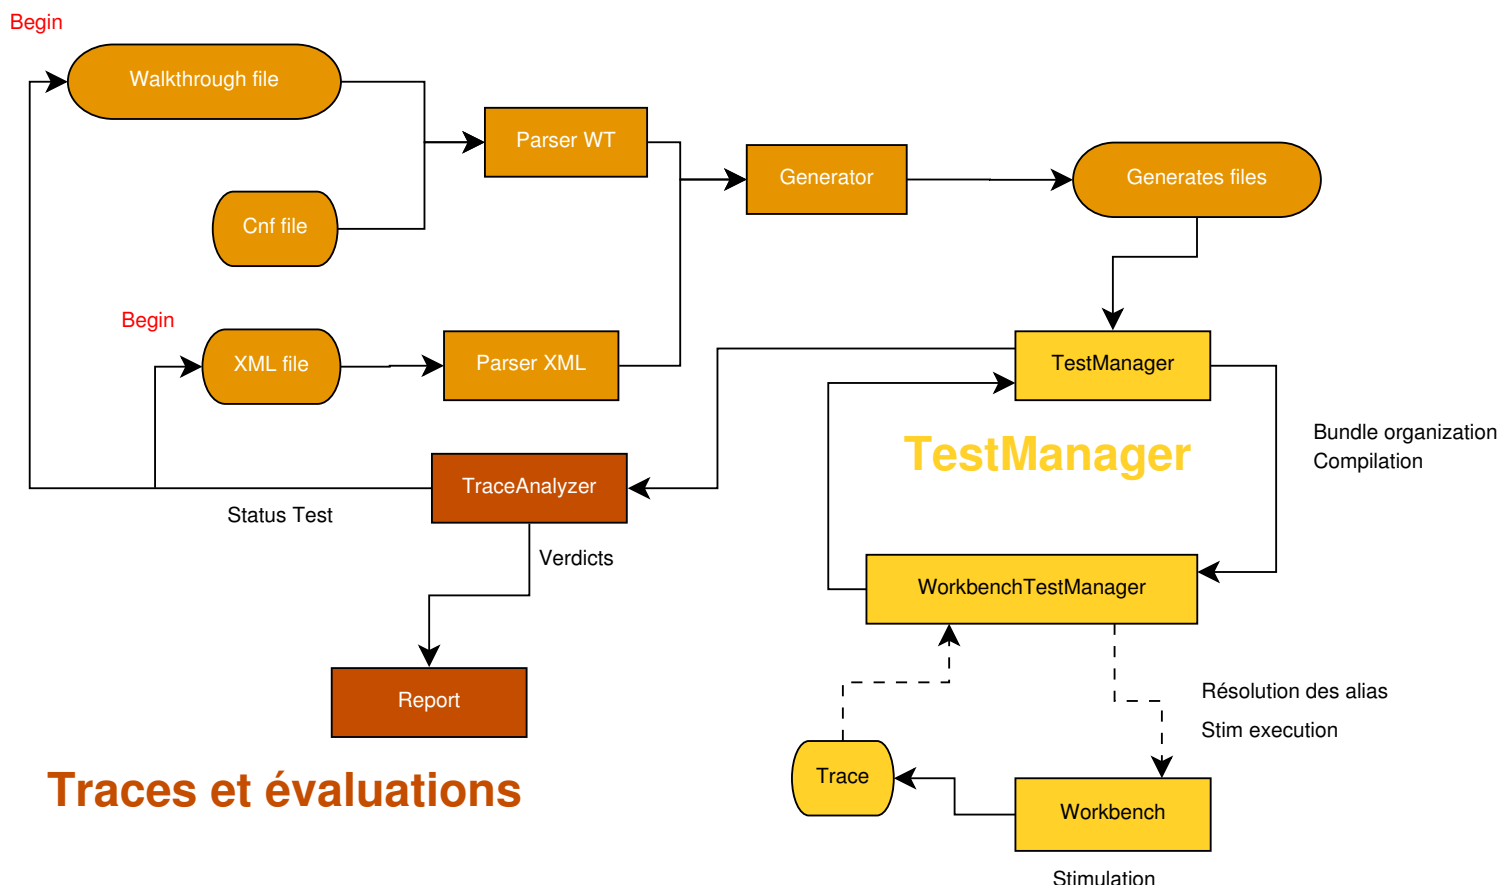 Begin
Walkthrough file
Parser WT
Generator
Generates files
Cnf file
Begin
XML file
Parser XML
TestManager
TestManager
Bundle organization
Compilation
TraceAnalyzer
Status Test
Verdicts
WorkbenchTestManager
Report
Résolution des alias
Stim execution
Traces et évaluations
Trace
Workbench
Stimulation